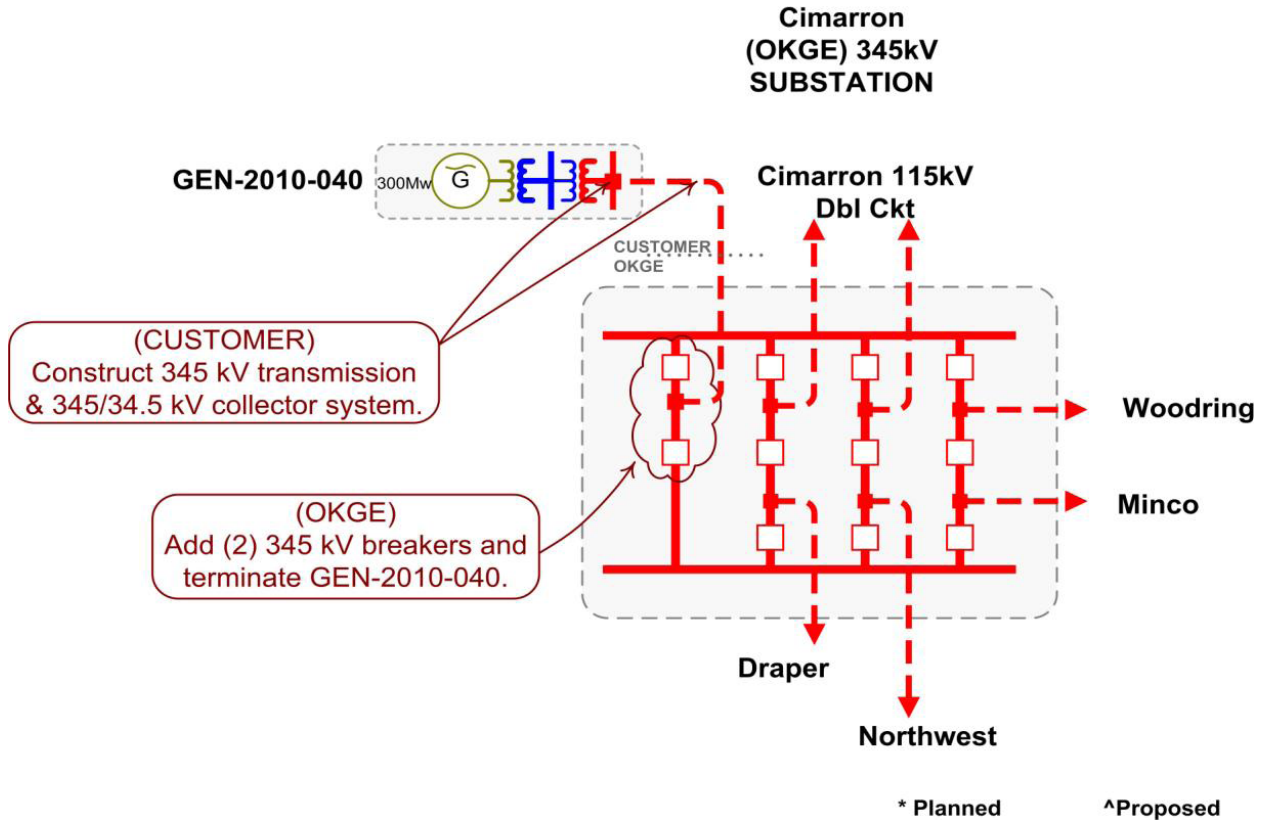 Cimarron
(OKGE) 345kV
SUBSTATION
GEN-2010-040
300Mw
G
Cimarron 115kV
Dbl Ckt
CUSTOMER
OKGE
(CUSTOMER)
Construct 345 kV transmission
& 345/34.5 kV collector system.
Woodring
(OKGE)
Add (2) 345 kV breakers and
terminate GEN-2010-040.
Minco
Draper
Northwest
* Planned
^Proposed